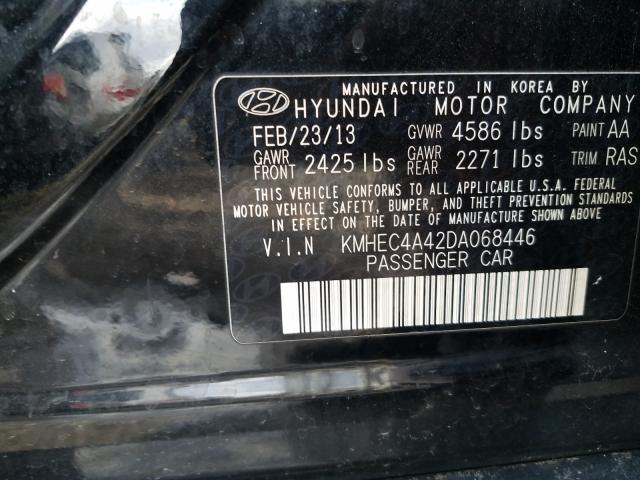 MANUFACTURED IN KOREA BY
HYUNDAI MOTOR COMPANY
FEB/23/13 GVWR 4586 lbs PAINT AA
GAWR FRONT 2425 lbs GAWR REAR 2271 lbs TRIM RAS
THIS VEHICLE CONFORMS TO ALL APPLICABLE U.S.A. FEDERAL
MOTOR VEHICLE SAFETY, BUMPER, AND THEFT PREVENTION STANDARDS
IN EFFECT ON THE DATE OF MANUFACTURE SHOWN ABOVE
V.I.N KMHEC4A42DA068446
PASSENGER CAR